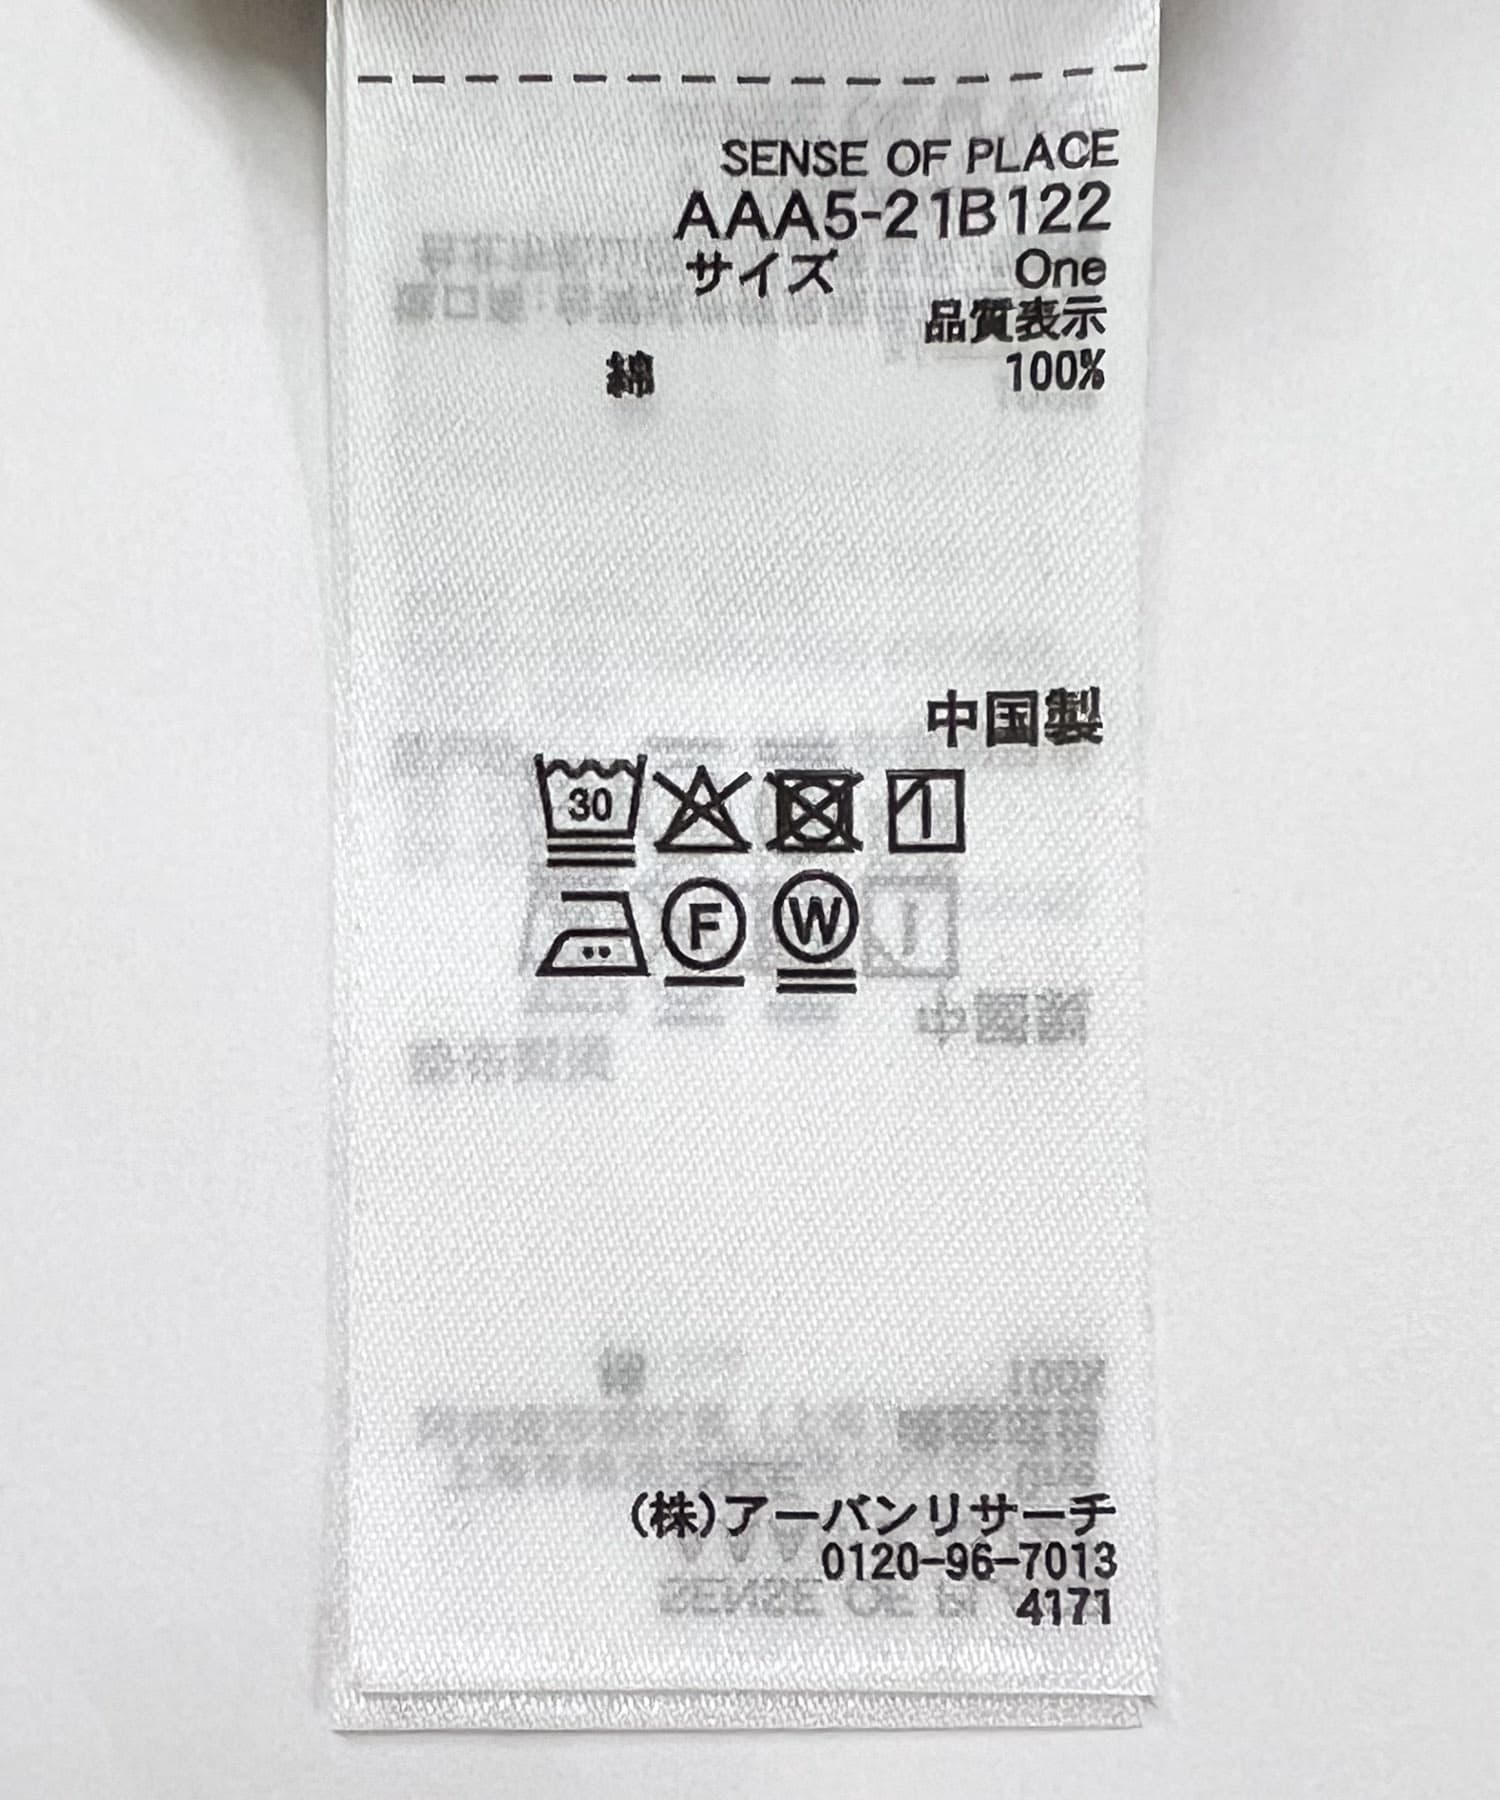 SENSE OF PLACE
AAA5-21B122
サイズ One
品質表示
綿 100%
中国製
30
F W
(株)アーバンリサーチ
0120-96-7013
4171